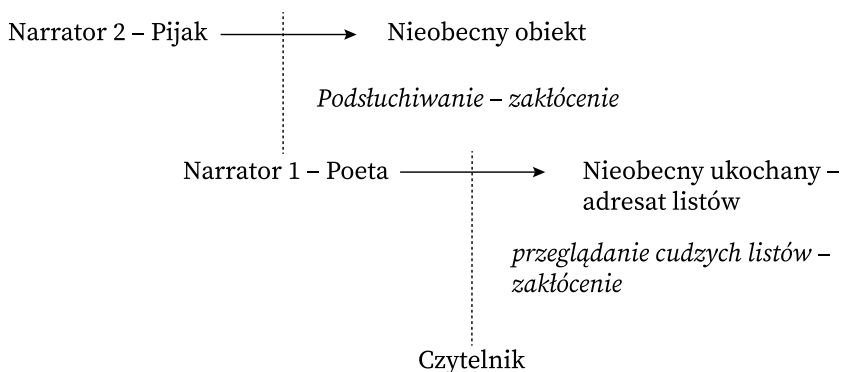 Narrator 2 – Pijak
Nieobecny obiekt
Podsłuchiwanie – zakłócenie
Narrator 1 – Poeta
Nieobecny ukochany –
adresat listów
przeglądanie cudzych listów –
zakłócenie
Czytelnik